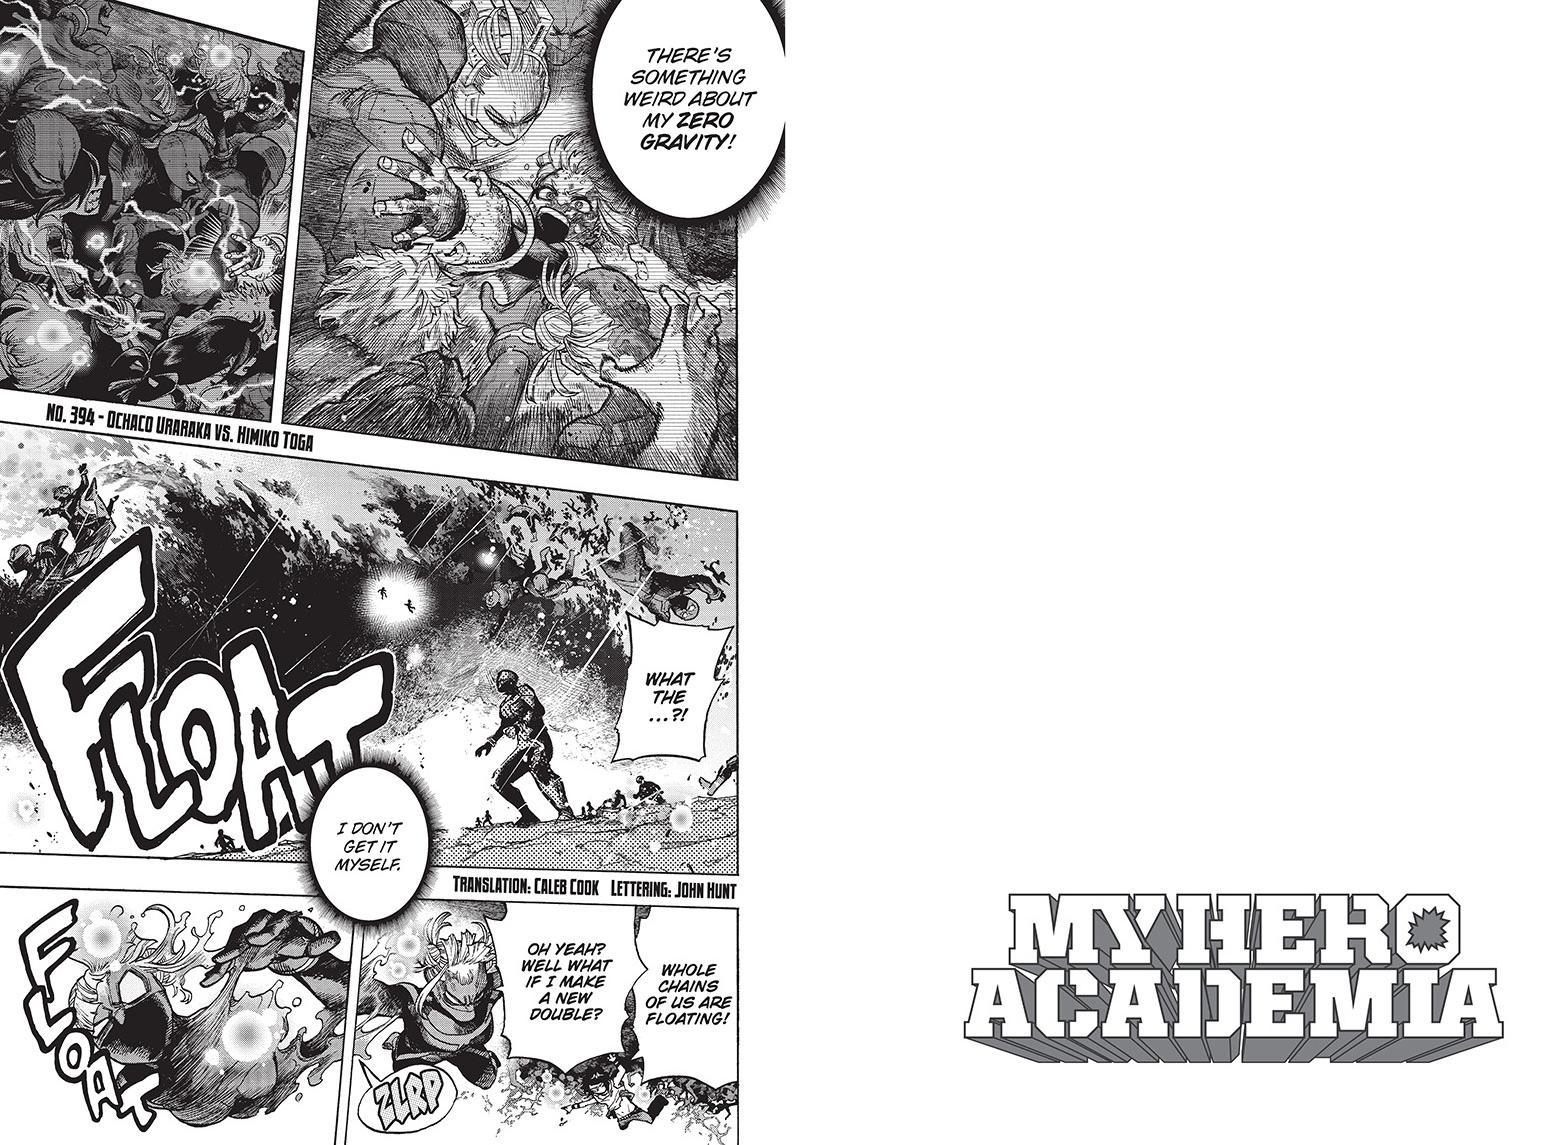 THERE'S
SOMETHING
WEIRD ABOUT
MY ZERO
GRAVITY!
NO. 394 - OCHACO URARAKA VS. HIMIKO TOGA
FLOAT
WHAT
THE
...?!
I DON'T
GET IT
MYSELF.
TRANSLATION: CALEB COOK LETTERING: JOHN HUNT
WHOLE
CHAINS
OF US ARE
FLOATING!
OH YEAH?
WELL WHAT
IF I MAKE
A NEW
DOUBLE?
ZLRP
FLOAT
MY HERO
ACADEMIA